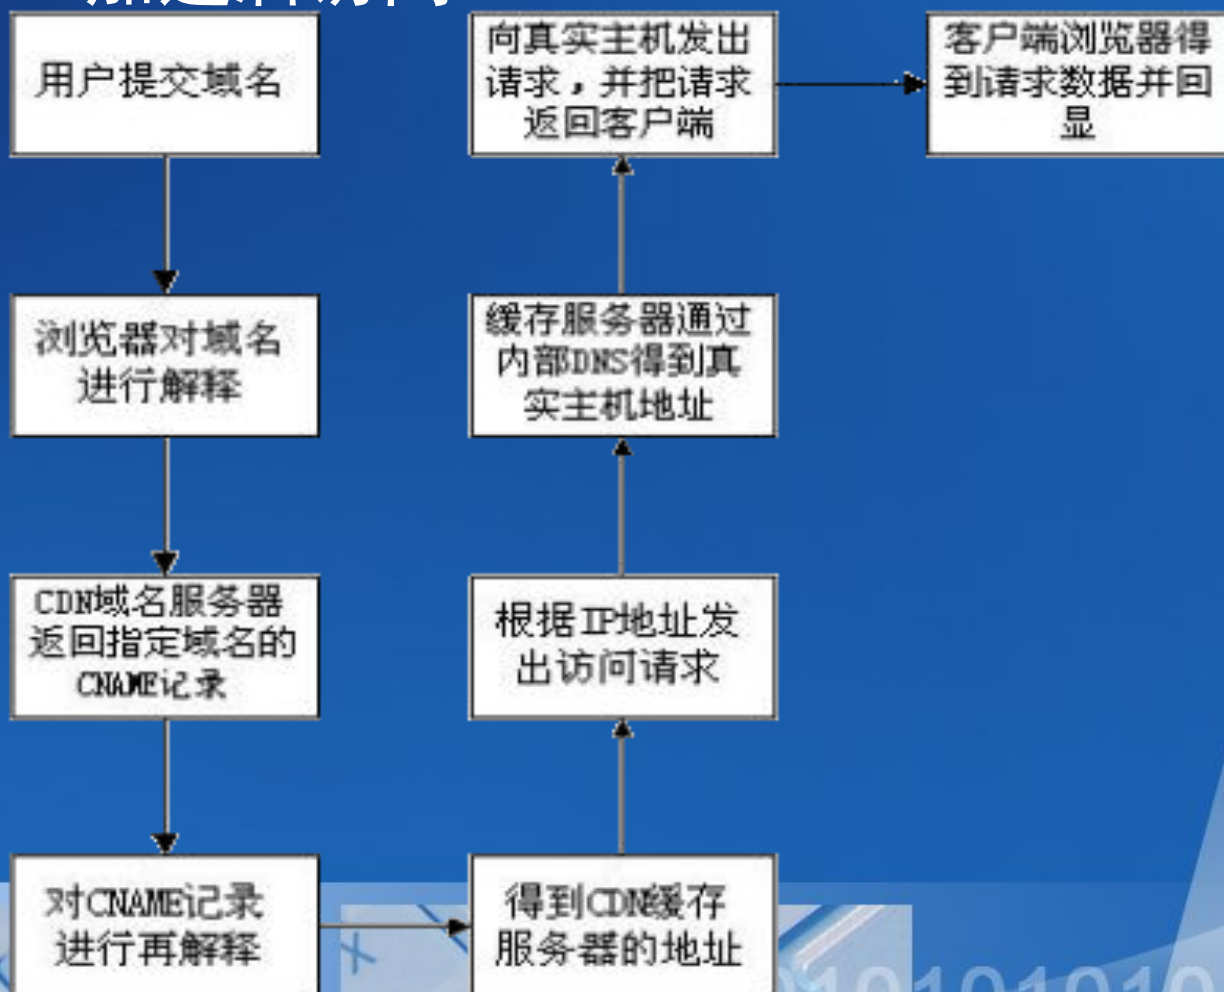 用户提交域名
浏览器对域名
进行解释
CDN域名服务器
返回指定域名的
CNAME记录
对CNAME记录
进行再解释
得到CDN缓存
服务器的地址
根据IP地址发
出访问请求
缓存服务器通过
内部DNS得到真
实主机地址
向真实主机发出
请求，并把请求
返回客户端
客户端浏览器得
到请求数据并回
显